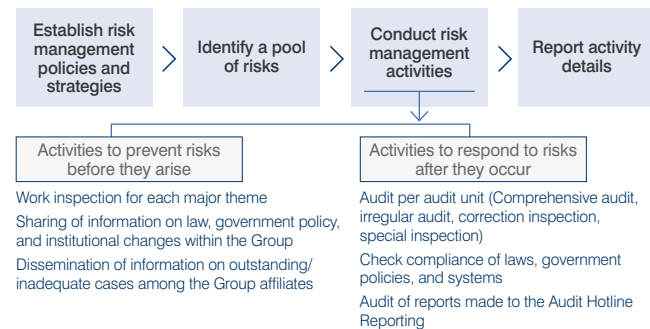 Establish risk
management
policies and
strategies
Identify a pool
of risks
Conduct risk
management
activities
Report activity
details
Activities to prevent risks
before they arise
Work inspection for each major theme
Sharing of information on law, government policy,
and institutional changes within the Group
Dissemination of information on outstanding/
inadequate cases among the Group affiliates
Activities to respond to risks
after they occur
Audit per audit unit (Comprehensive audit,
irregular audit, correction inspection,
special inspection)
Check compliance of laws, government
policies, and systems
Audit of reports made to the Audit Hotline
Reporting